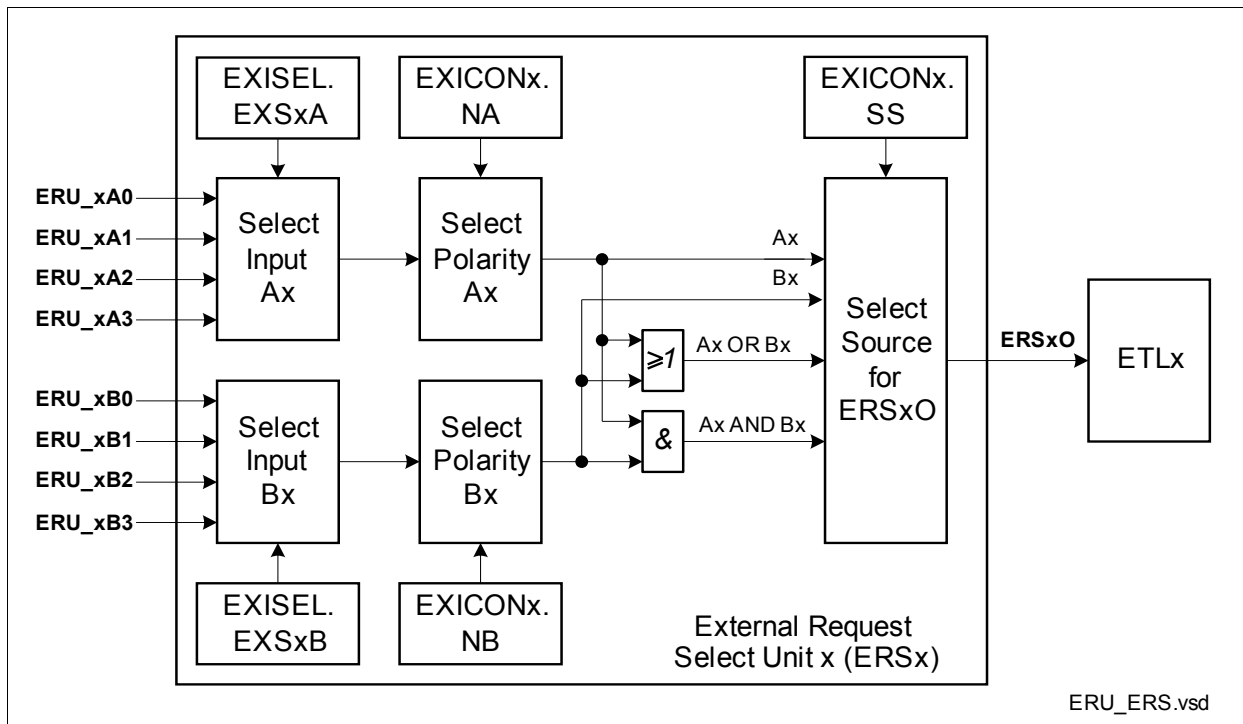 EXISEL.
EXSxA
EXICONx.
NA
EXICONx.
SS
ERU_xA0
ERU_xA1
ERU_xA2
ERU_xA3
Select
Input
Ax
Select
Polarity
Ax
Ax
Bx
≥1
Ax OR Bx
&
Ax AND Bx
Select
Source
for
ERSxO
ERSxO
ETLx
ERU_xB0
ERU_xB1
ERU_xB2
ERU_xB3
Select
Input
Bx
Select
Polarity
Bx
EXISEL.
EXSxB
EXICONx.
NB
External Request
Select Unit x (ERSx)
ERU_ERS.vsd